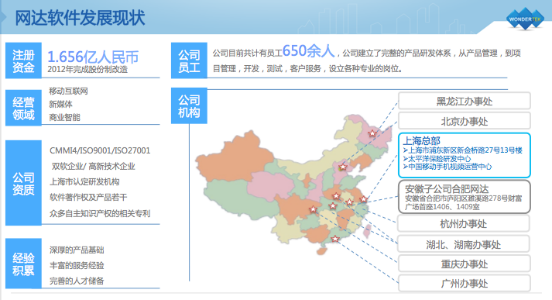 网达软件发展现状
WONDERTEK
注册
资金
1.656亿人民币
2012年完成股份制改造
公司
员工
公司目前共计有员工650余人，公司建立了完整的产品研发体系，从产品管理，到项
目管理，开发，测试，客户服务，设立各种专业的岗位。
经营
领域
移动互联网
新媒体
商业智能
公司
机构
黑龙江办事处
北京办事处
上海总部
➢上海市浦东新区新金桥路27号13号楼
➢太平洋保险研发中心
➢中国移动手机视频运营中心
安徽子公司合肥网达
安徽省合肥市庐阳区濉溪路278号财富
广场首座1408、1409室
杭州办事处
湖北、湖南办事处
重庆办事处
广州办事处
公司
资质
CMMI4/ISO9001/ISO27001
双软企业/高新技术企业
上海市认定研发机构
软件著作权及产品若干
众多自主知识产权的相关专利
经验
积累
深厚的产品基础
丰富的服务经验
完善的人才储备